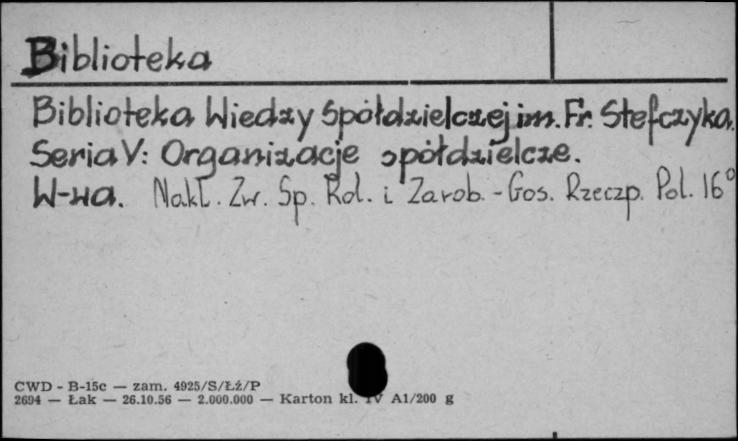 Biblioteka
Biblioteka Wiedzy Spółdzielczej im. Fr. Stefczyka.
Seria V: Organizacje spółdzielcze.
W-wa. Nakł. Zw. Sp. Rol. i Zarob.-Gos. Rzeczp. Pol. 16°
CWD - B-15c — zam. 4925/S/Łź/P
2694 — Łak — 26.10.56 — 2.000.000 — Karton kl. IV A1/200 g